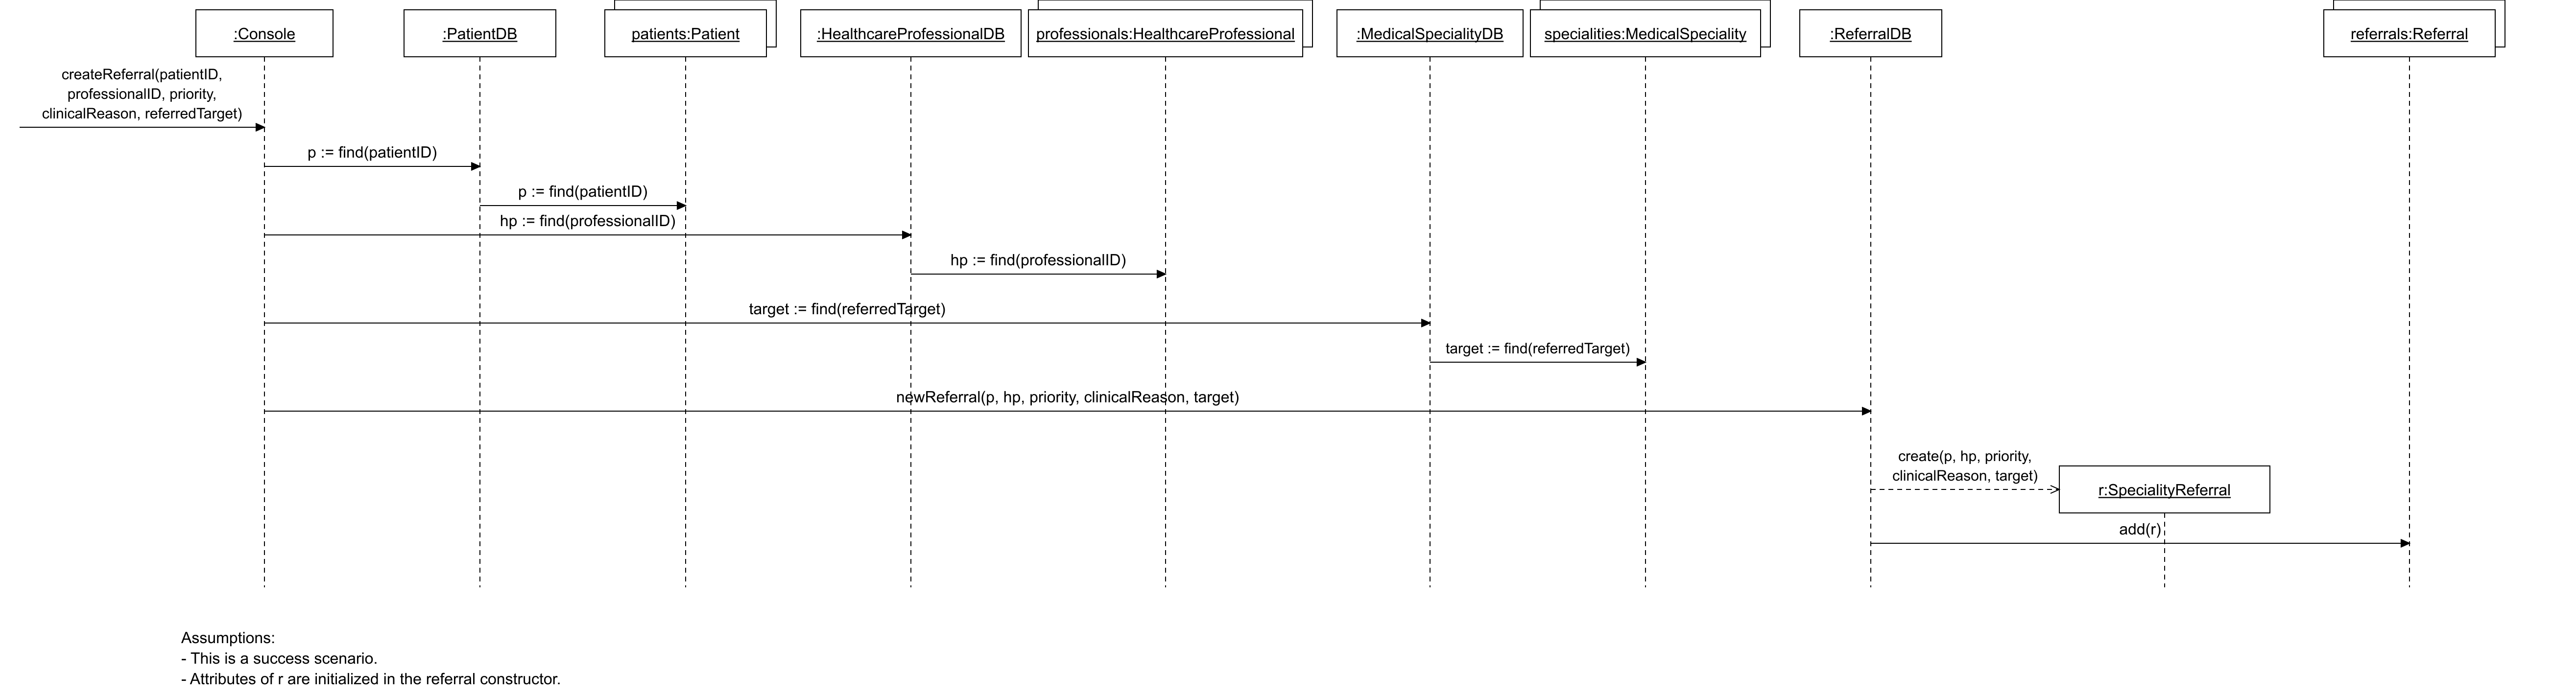 :Console
:PatientDB
patients:Patient
:HealthcareProfessionalDB
professionals:HealthcareProfessional
:MedicalSpecialityDB
specialities:MedicalSpeciality
:ReferralDB
referrals:Referral
createReferral(patientID,
professionalID, priority,
clinicalReason, referredTarget)
p := find(patientID)
p := find(patientID)
hp := find(professionalID)
hp := find(professionalID)
target := find(referredTarget)
target := find(referredTarget)
newReferral(p, hp, priority, clinicalReason, target)
create(p, hp, priority,
clinicalReason, target)
r:SpecialityReferral
add(r)
Assumptions:
- This is a success scenario.
- Attributes of r are initialized in the referral constructor.